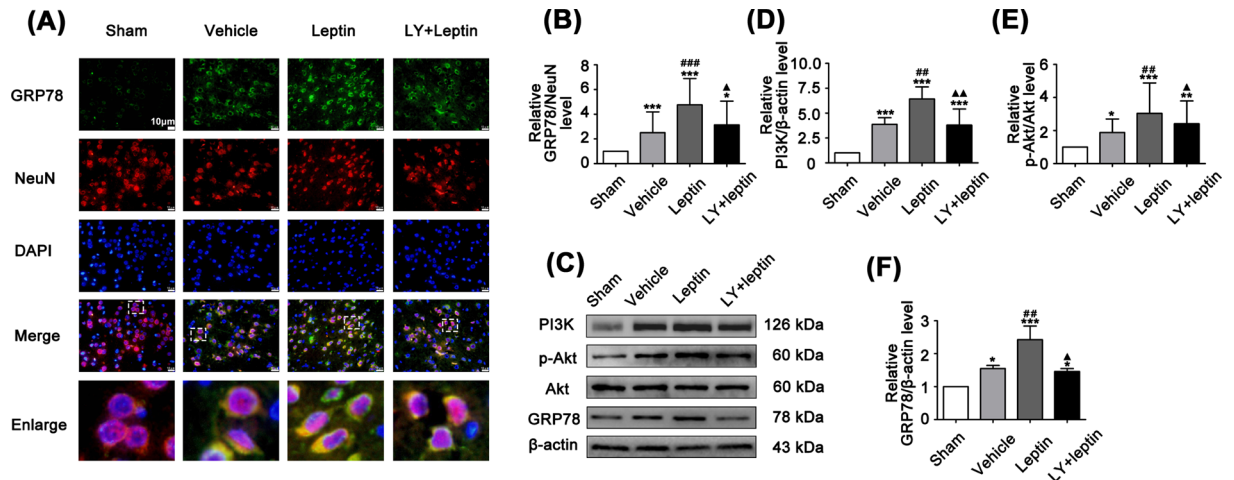 (A)
Sham
Vehicle
Leptin
LY+Leptin
GRP78
10μm
NeuN
DAPI
Merge
Enlarge
(B)
Relative
GRP78/NeuN
level
8
6
4
2
0
***
###
***
▲
*
Sham
Vehicle
Leptin
LY+leptin
(D)
Relative
PI3K/β-actin level
10.0
7.5
5.0
2.5
0
***
##
***
▲▲
***
Sham
Vehicle
Leptin
LY+leptin
(E)
Relative
p-Akt/Akt level
6
4
2
0
*
##
***
▲
**
Sham
Vehicle
Leptin
LY+leptin
(C)
Sham
Vehicle
Leptin
LY+leptin
PI3K
126 kDa
p-Akt
60 kDa
Akt
60 kDa
GRP78
78 kDa
β-actin
43 kDa
(F)
Relative
GRP78/β-actin level
3
2
1
0
*
##
***
▲
*
Sham
Vehicle
Leptin
LY+leptin